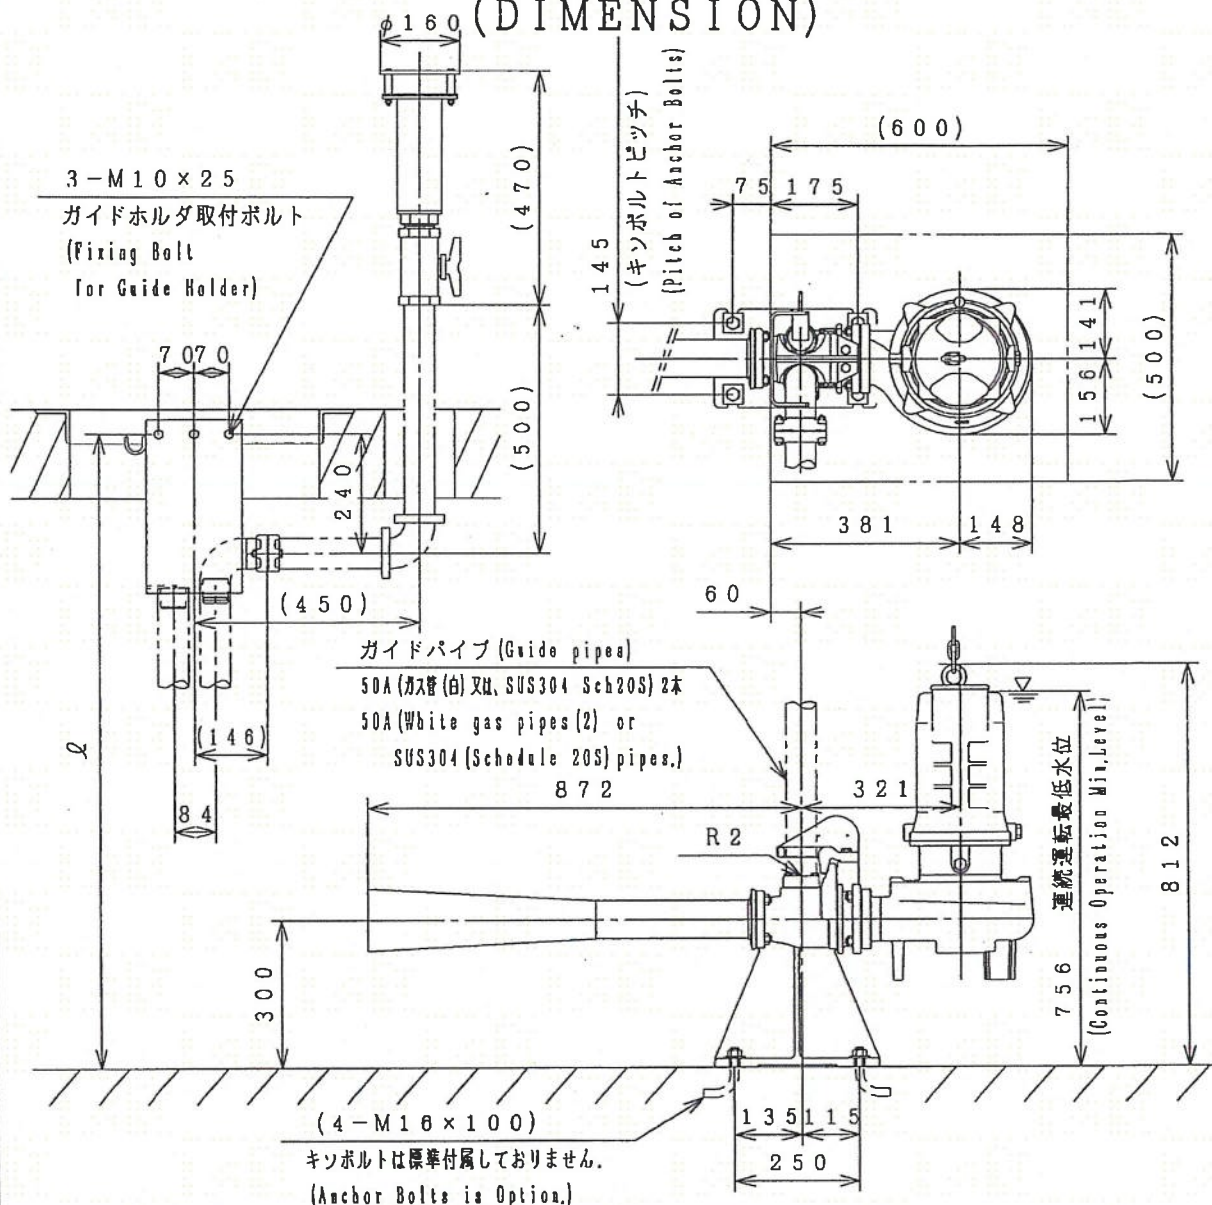 (DIMENSION)
φ160
(470)
(500)
3-M10×25
ガイドホルダ取付ボルト
(Fixing Bolt
for Guide Holder)
7070
240
(450)
(146)
84
ℓ
145
(キソボルトピッチ)
(Pitch of Anchor Bolts)
(600)
75 175
141
156
(500)
381 148
60
ガイドパイプ(Guide pipes)
50A(ガス管(白)又は、SUS304 Sch20S)2本
50A(White gas pipes(2) or
SUS304(Schedule 20S)pipes.)
872
321
R2
300
756 連続運転最低水位
(Continuous Operation Min.Level)
812
(4-M16×100)
キソボルトは標準付属しておりません.
(Anchor Bolts is Option.)
135 115
250